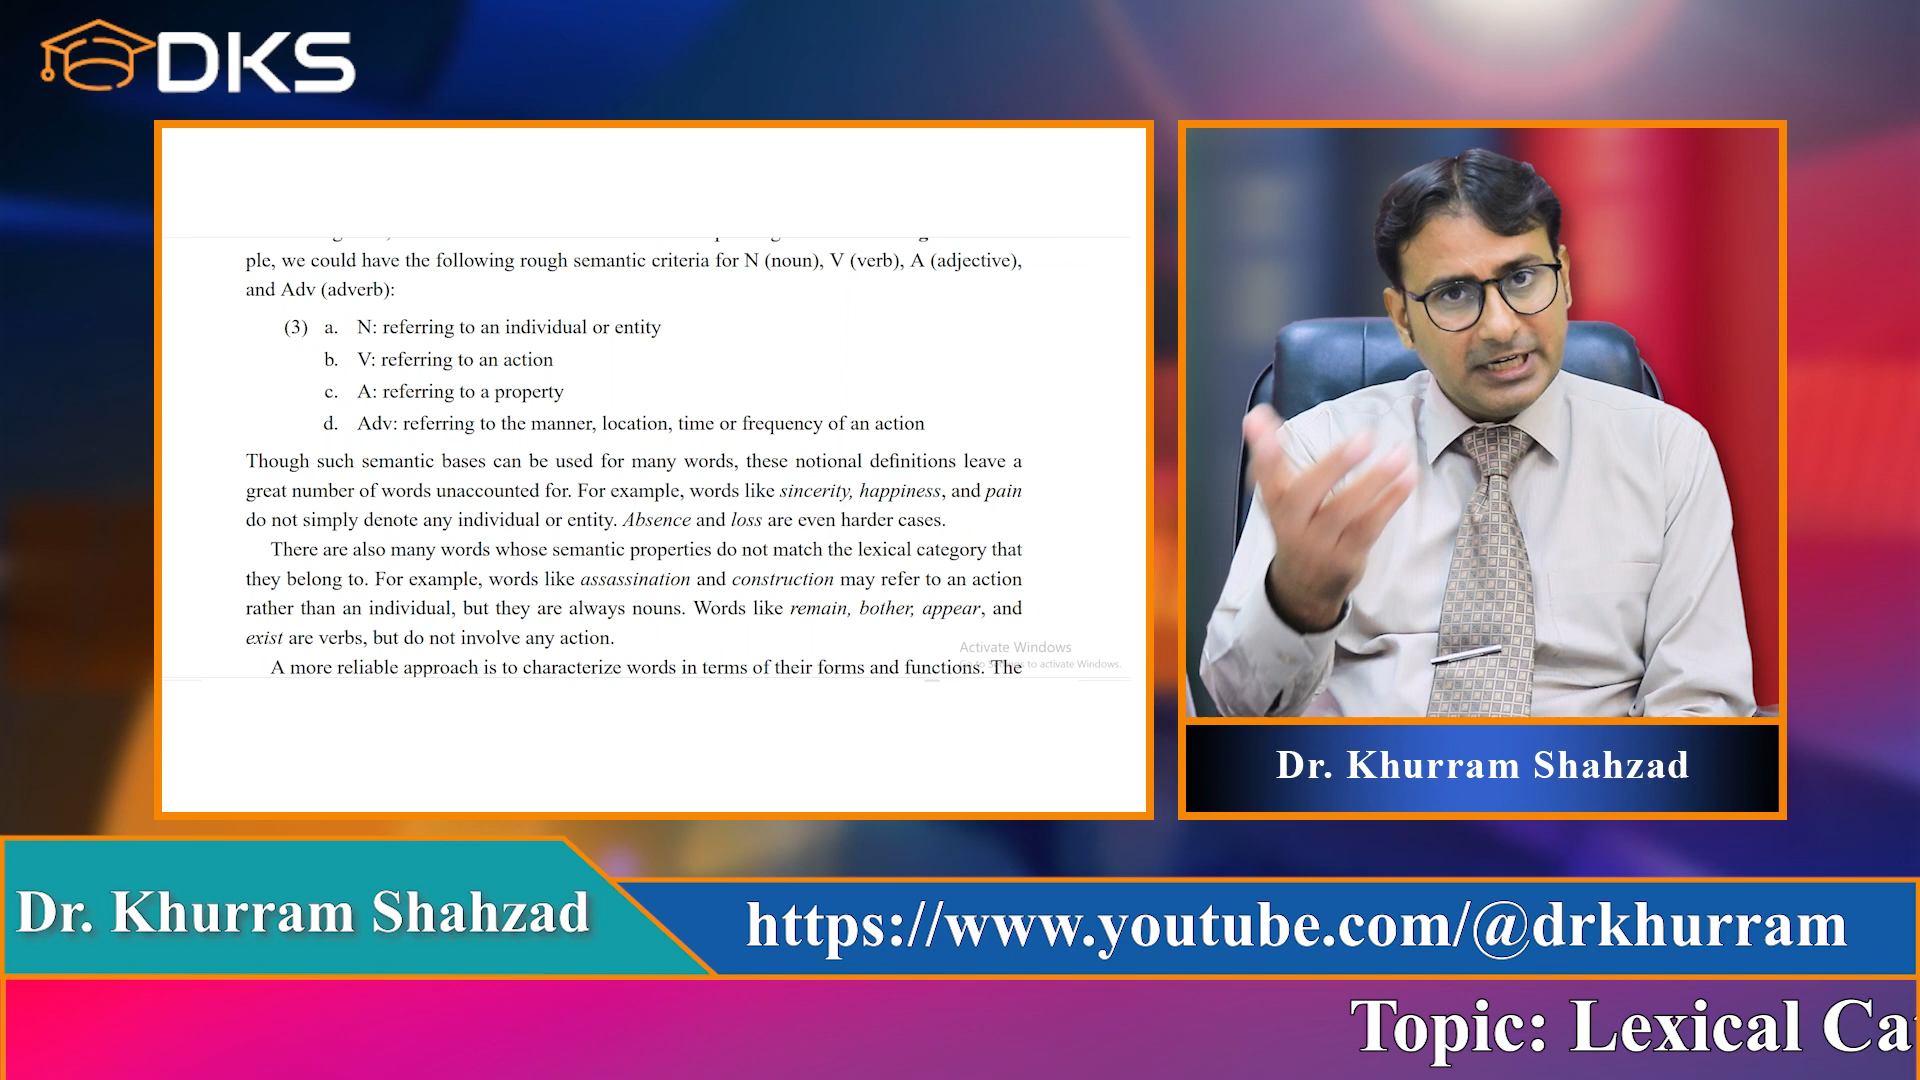 DKS
ple, we could have the following rough semantic criteria for N (noun), V (verb), A (adjective),
and Adv (adverb):
(3) a. N: referring to an individual or entity
b. V: referring to an action
c. A: referring to a property
d. Adv: referring to the manner, location, time or frequency of an action
Though such semantic bases can be used for many words, these notional definitions leave a
great number of words unaccounted for. For example, words like sincerity, happiness, and pain
do not simply denote any individual or entity. Absence and loss are even harder cases.
There are also many words whose semantic properties do not match the lexical category that
they belong to. For example, words like assassination and construction may refer to an action
rather than an individual, but they are always nouns. Words like remain, bother, appear, and
exist are verbs, but do not involve any action.
Activate Windows
Go to Settings to activate Windows.
A more reliable approach is to characterize words in terms of their forms and functions. The
Dr. Khurram Shahzad
Dr. Khurram Shahzad
https://www.youtube.com/@drkhurram
Topic: Lexical Ca